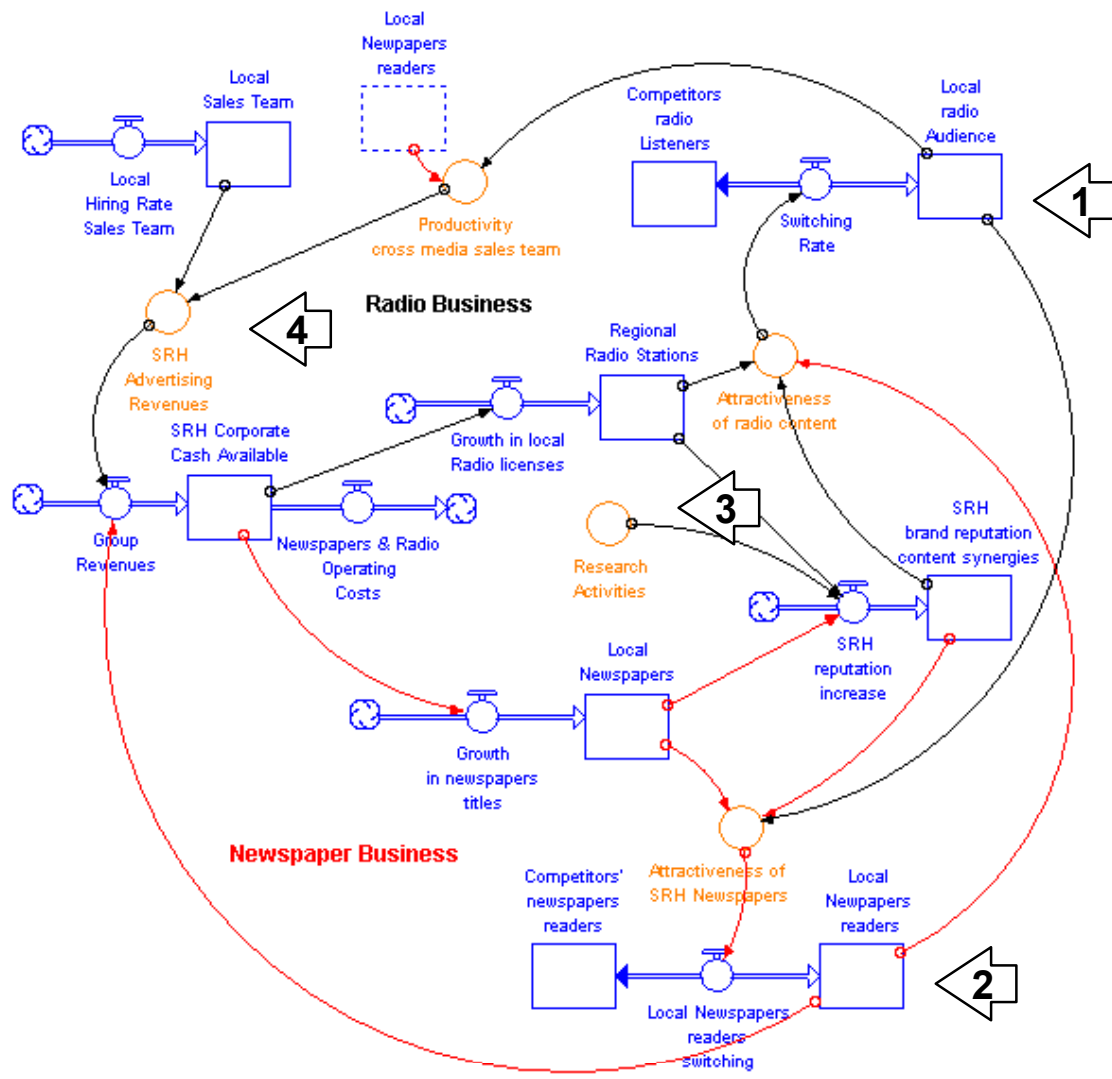 Local
Newpapers
readers
Local
Sales Team
Competitors
radio
Listeners
Local
radio
Audience
Local
Hiring Rate
Sales Team
Productivity
cross media sales team
Switching
Rate
1
Radio Business
4
SRH
Advertising
Revenues
Regional
Radio Stations
Attractiveness
of radio content
SRH Corporate
Cash Available
Growth in local
Radio licenses
3
Group
Revenues
Newspapers & Radio
Operating
Costs
Research
Activities
SRH
brand reputation
content synergies
Local
Newspapers
SRH
reputation
increase
Growth
in newspapers
titles
Newspaper Business
Attractiveness of
SRH Newspapers
Competitors'
newspapers
readers
Local
Newpapers
readers
2
Local Newspapers
readers
switching